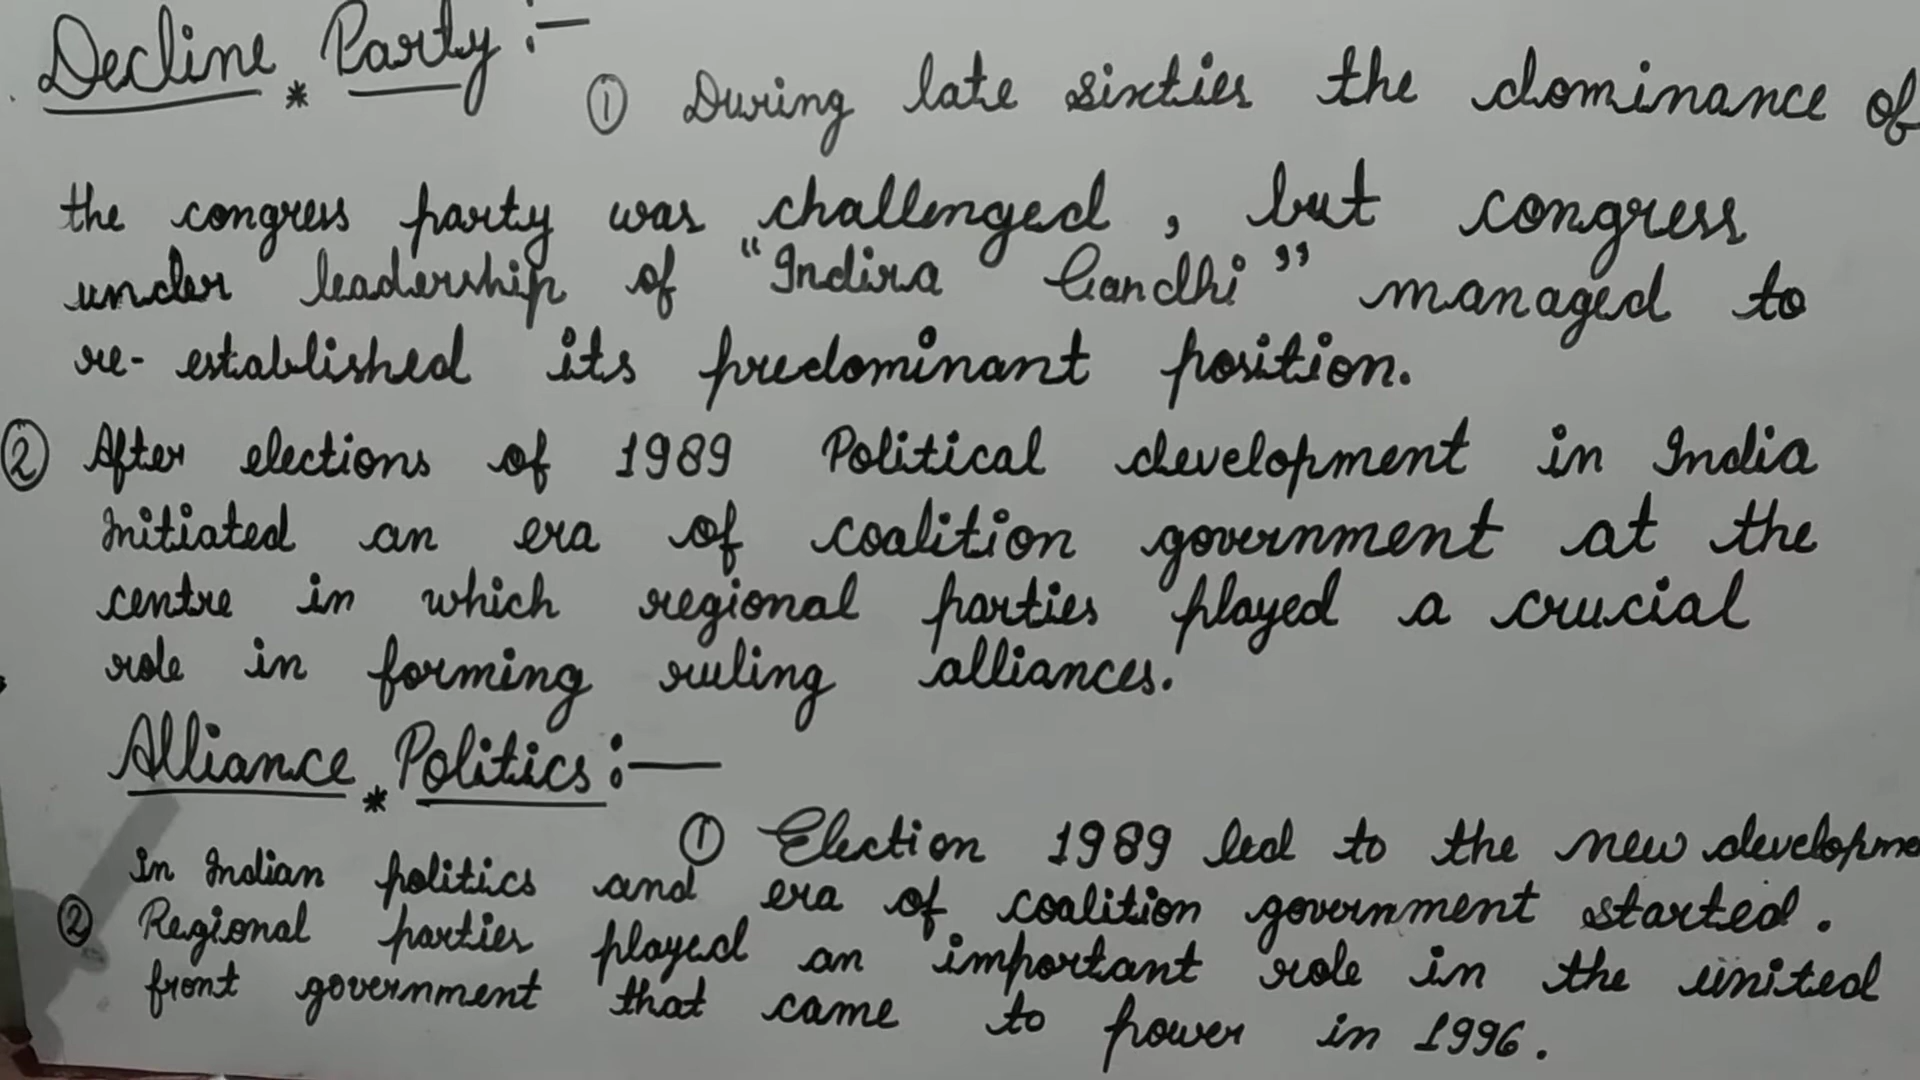 Decline * Party :-
① During late sixties the dominance of
the congress party was challenged, but congress
under leadership of "Indira Gandhi" managed to
re-established its predominant position.
② After elections of 1989 Political development in India
Initiated an era of coalition government at the
centre in which regional parties played a crucial
role in forming ruling alliances.
Alliance * Politics :—
① Election 1989 led to the new developme
In Indian politics and era of coalition government started.
② Regional parties played an important role in the united
front government that came to power in 1996.